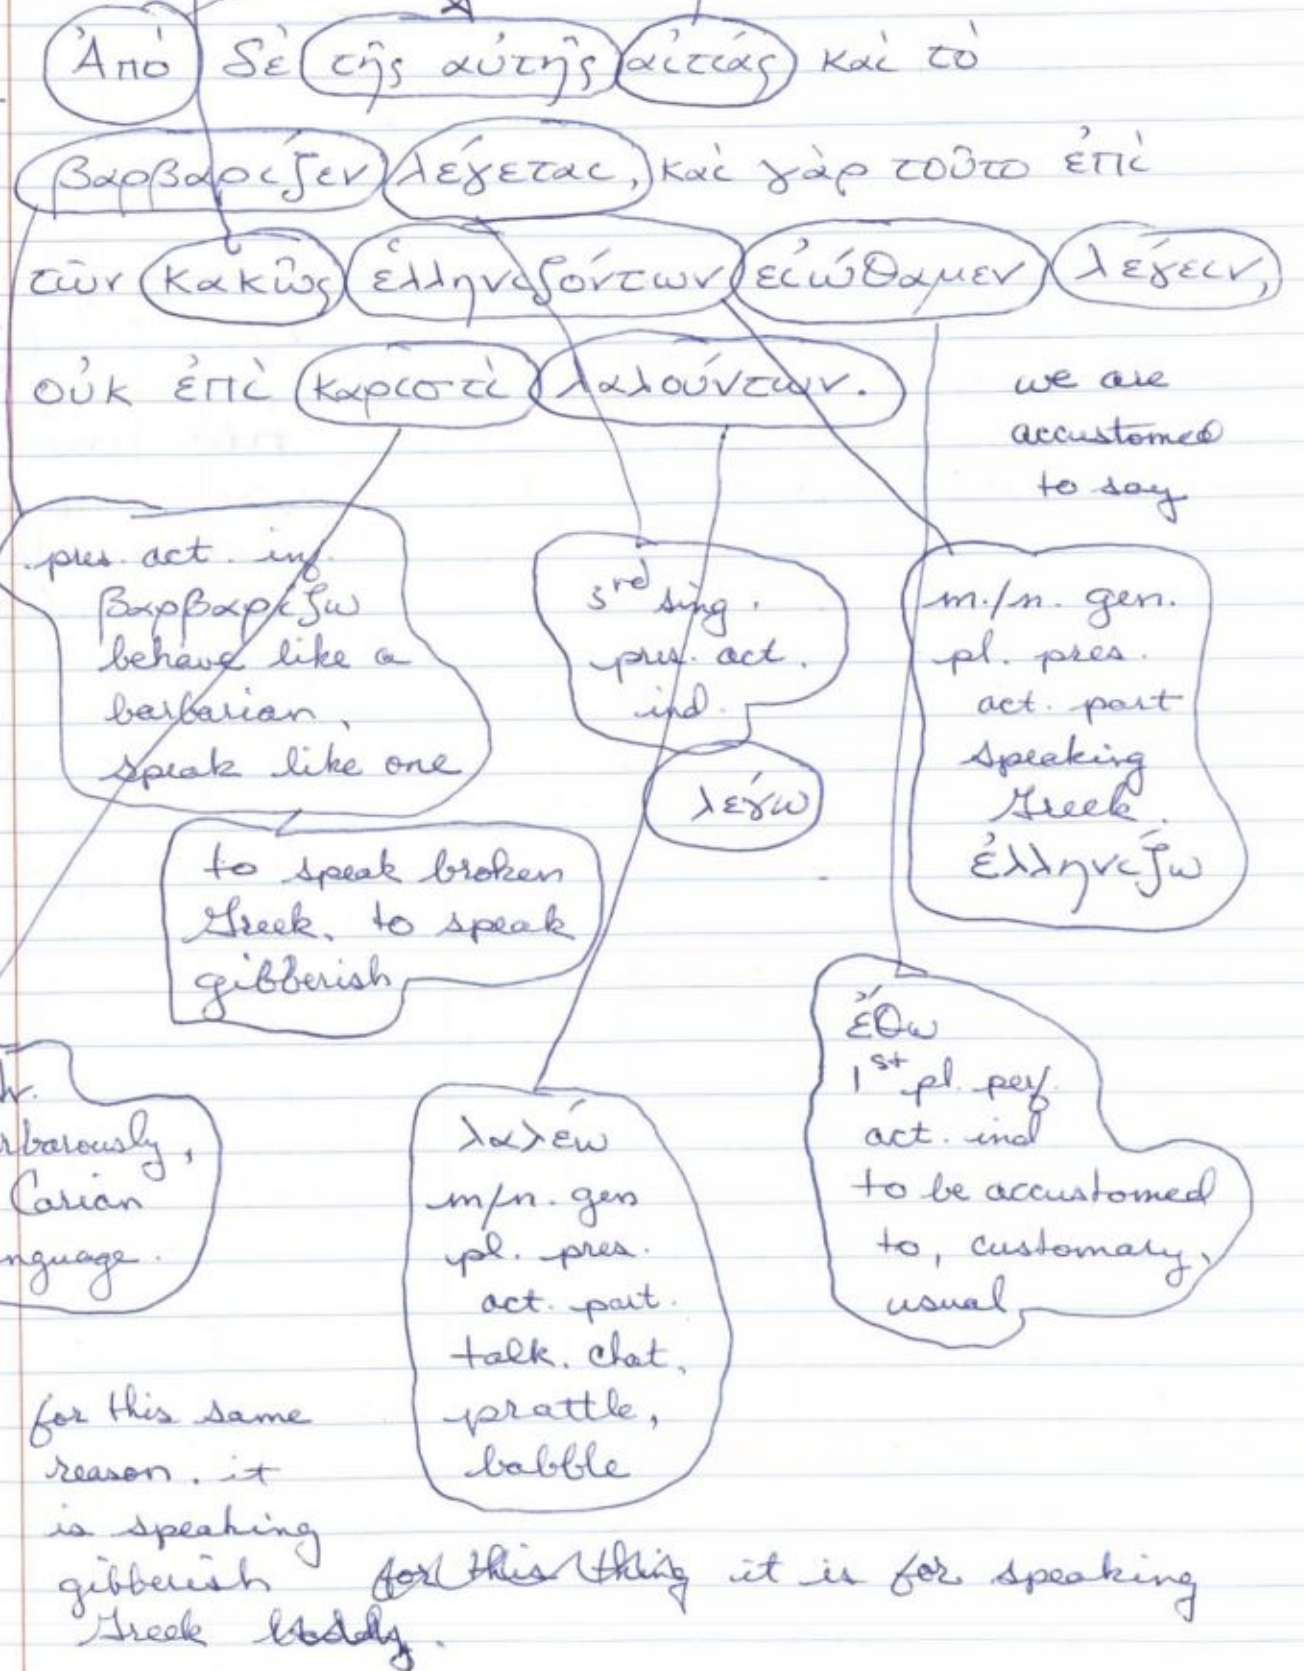 Ἀπὸ δὲ τῆς αὐτῆς αἰτίας καὶ τὸ
βαρβαρίζεν λέγεται, καὶ γὰρ τοῦτο ἐπὶ
τῶν κακῶς ἑλληνιζόντων εἰώθαμεν λέγειν,
οὐκ ἐπὶ καριστὶ λαλούντων.
we are
accustomed
to say
pres. act. inf.
βαρβαρίζω
behave like a
barbarian,
speak like one
to speak broken
Greek, to speak
gibberish
3rd sing.
pres. act.
ind.
λέγω
m./n. gen.
pl. pres.
act. part
speaking
Greek.
ἑλληνίζω
ἔθω
1st pl. perf.
act. ind
to be accustomed
to, customary,
usual
rbarously,
Carian
nguage.
λαλέω
m/n. gen
pl. pres.
act. part.
talk, chat,
prattle,
babble
for this same
reason, it
is speaking
gibberish for this thing it is for speaking
Greek badly.